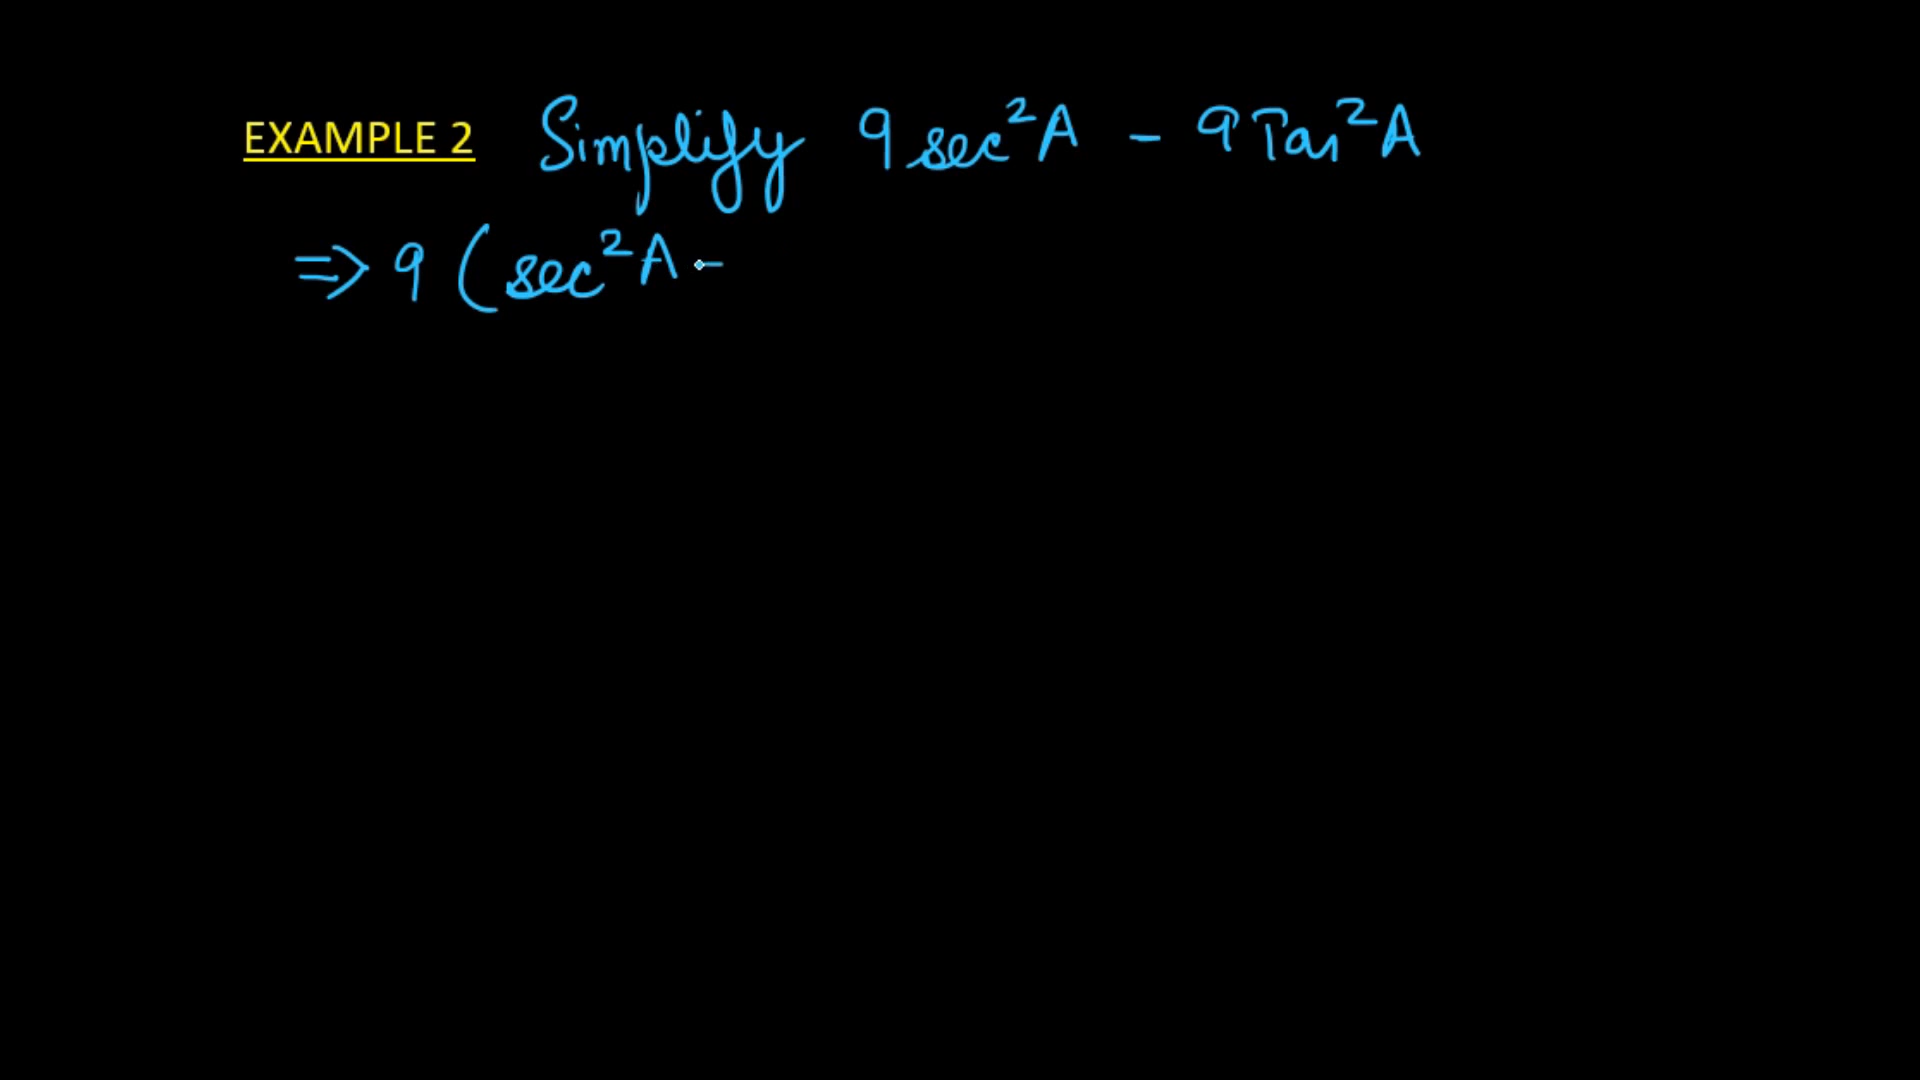 EXAMPLE 2 Simplify 9 sec²A - 9 Tan²A
⇒ 9 (sec²A -